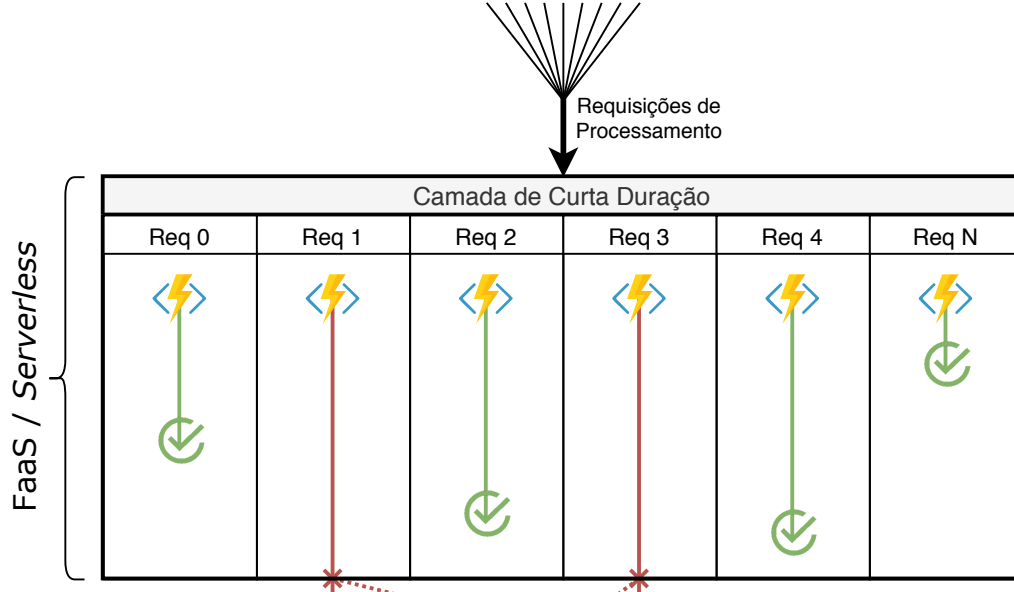 Requisições de
Processamento
Camada de Curta Duração
Req 0
Req 1
Req 2
Req 3
Req 4
Req N
FaaS / Serverless